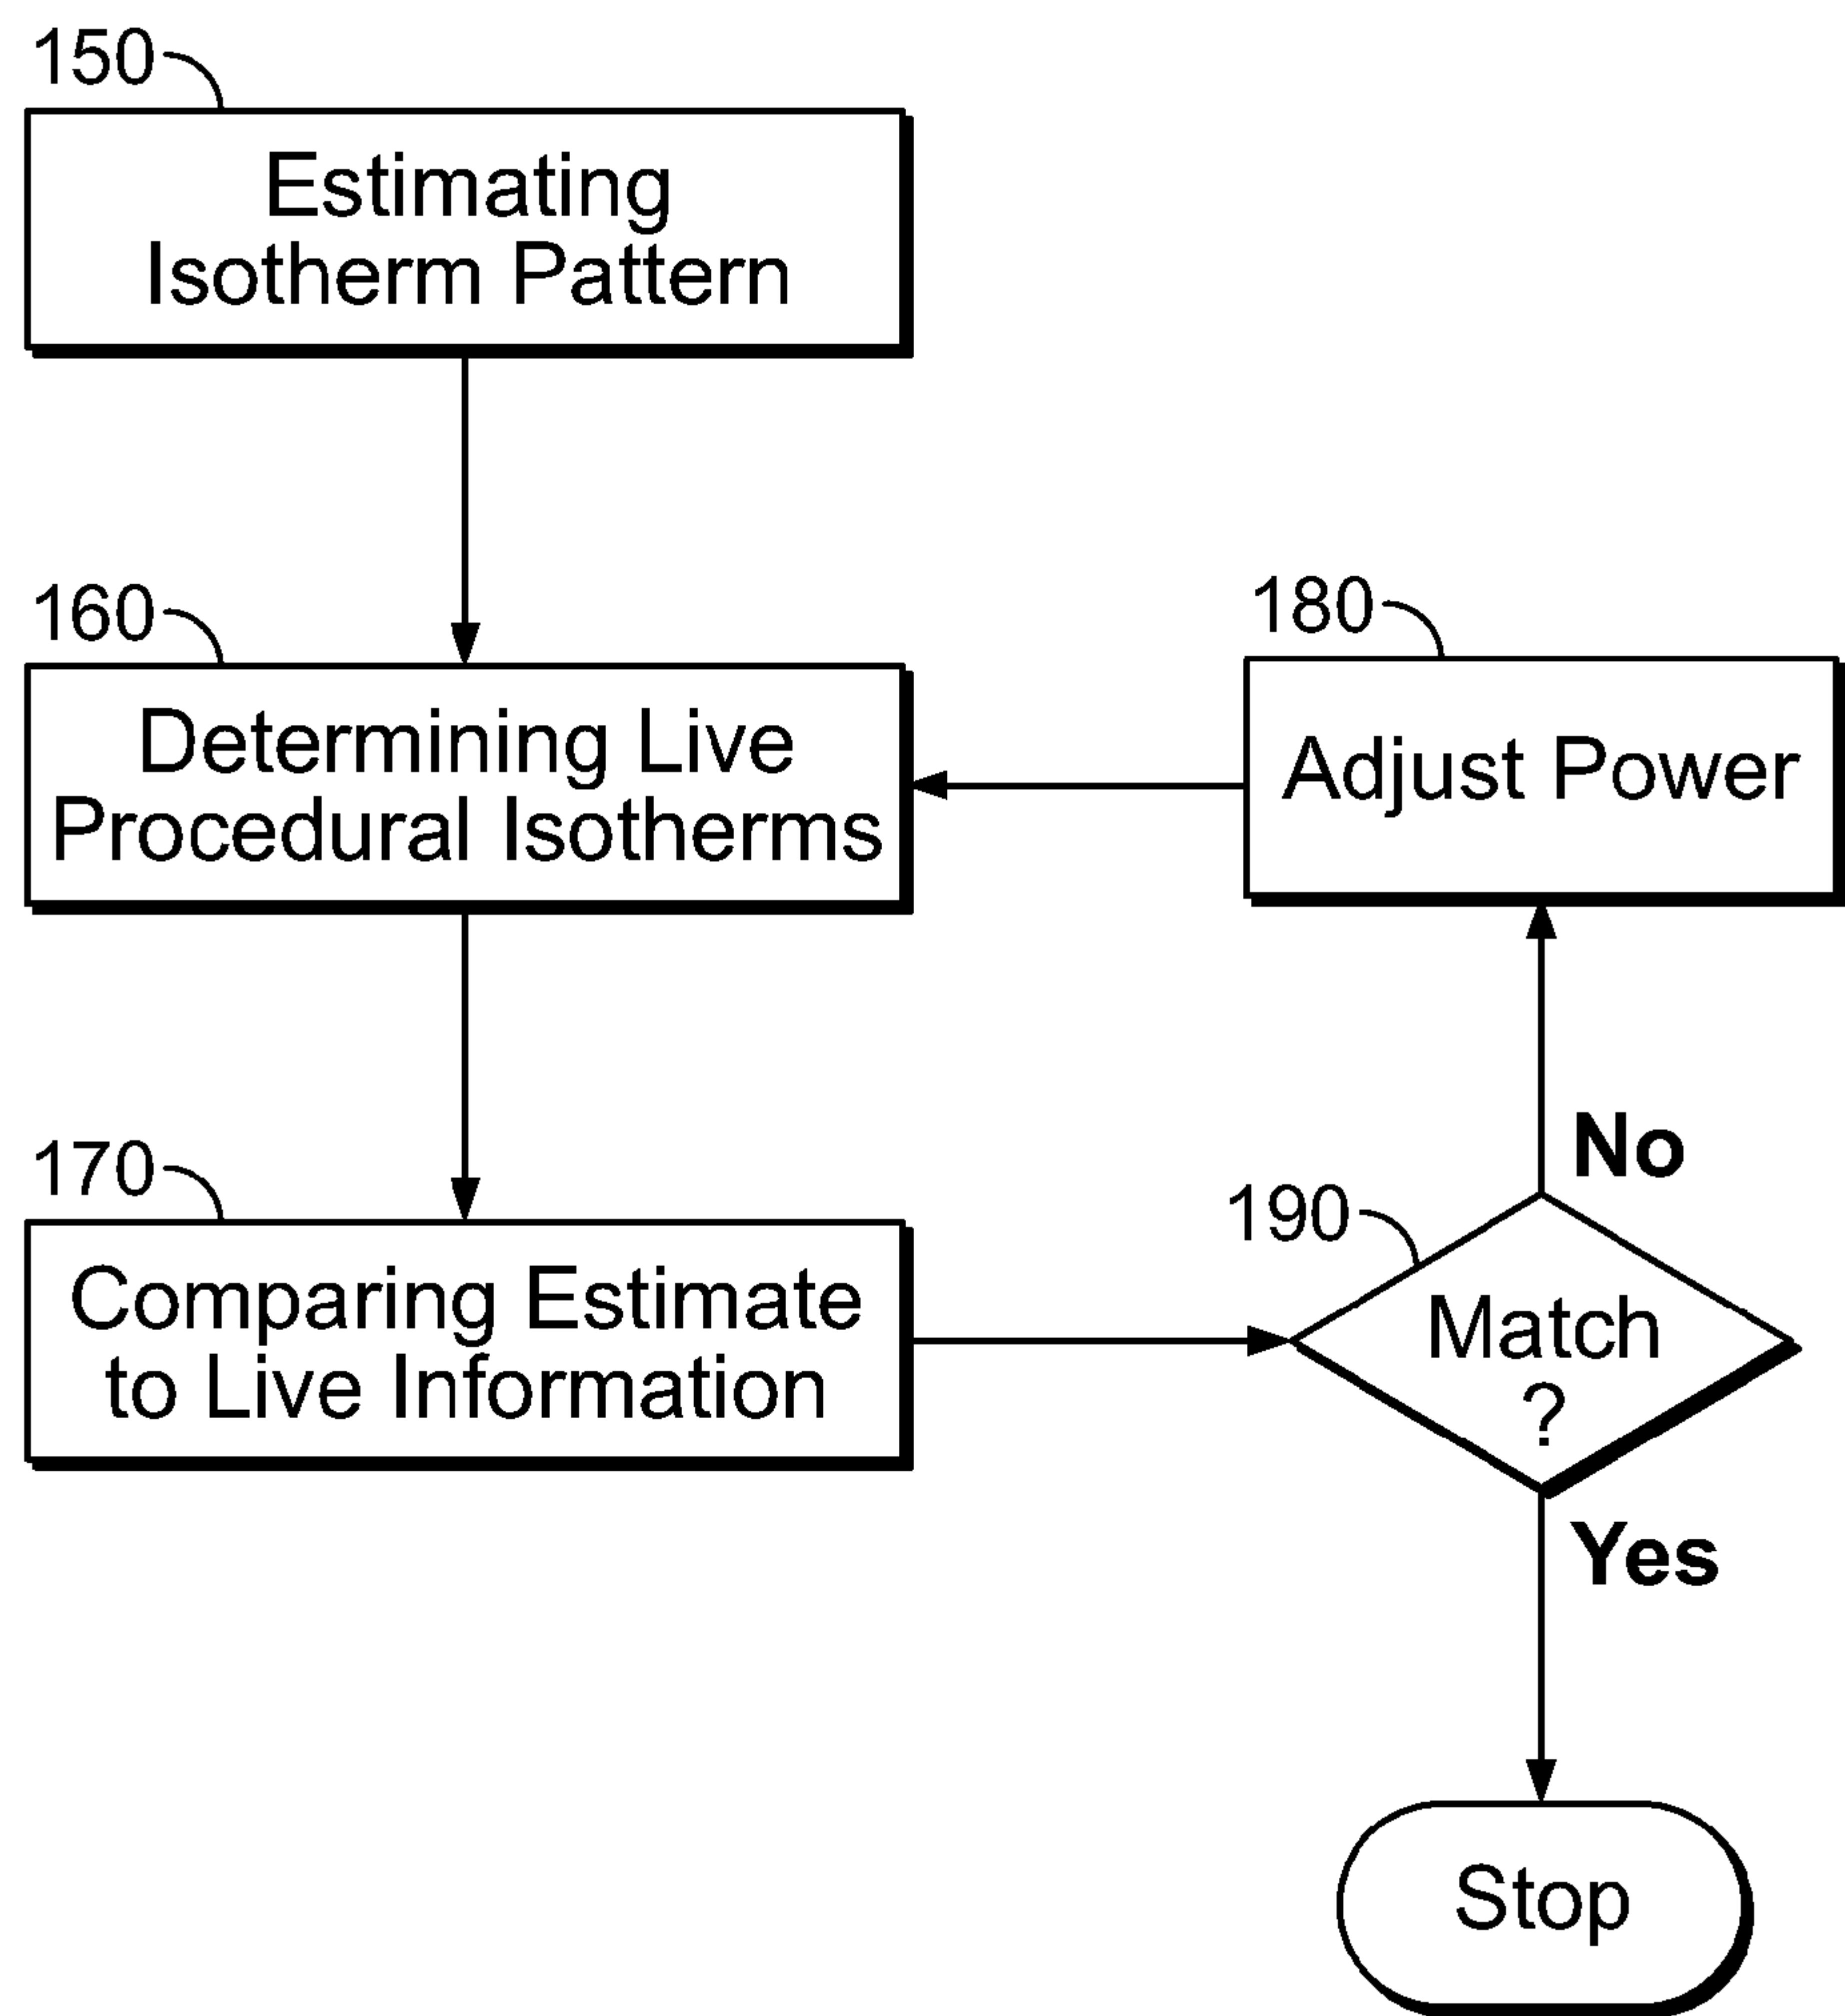 150
Estimating
Isotherm Pattern
160
Determining Live
Procedural Isotherms
180
Adjust Power
170
Comparing Estimate
to Live Information
190
Match
?
No
Yes
Stop